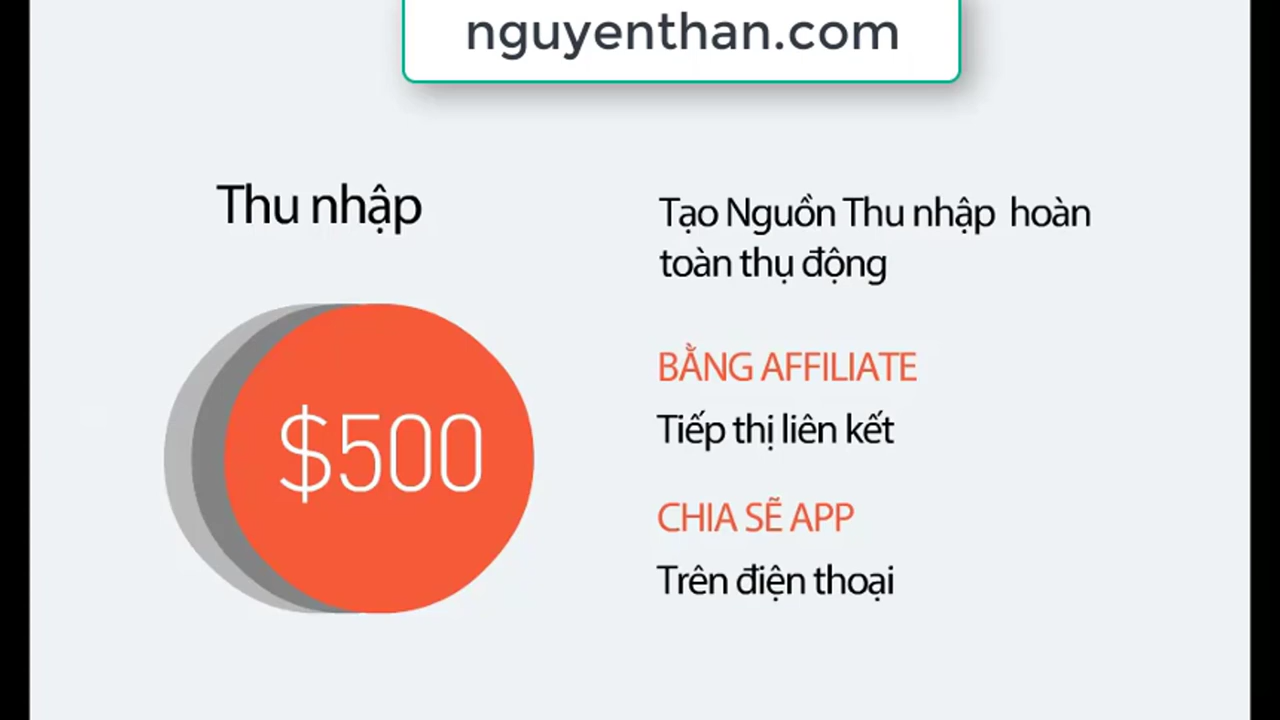 nguyenthan.com
Thu nhập
$500
Tạo Nguồn Thu nhập hoàn
toàn thụ động
BẰNG AFFILIATE
Tiếp thị liên kết
CHIA SẼ APP
Trên điện thoại